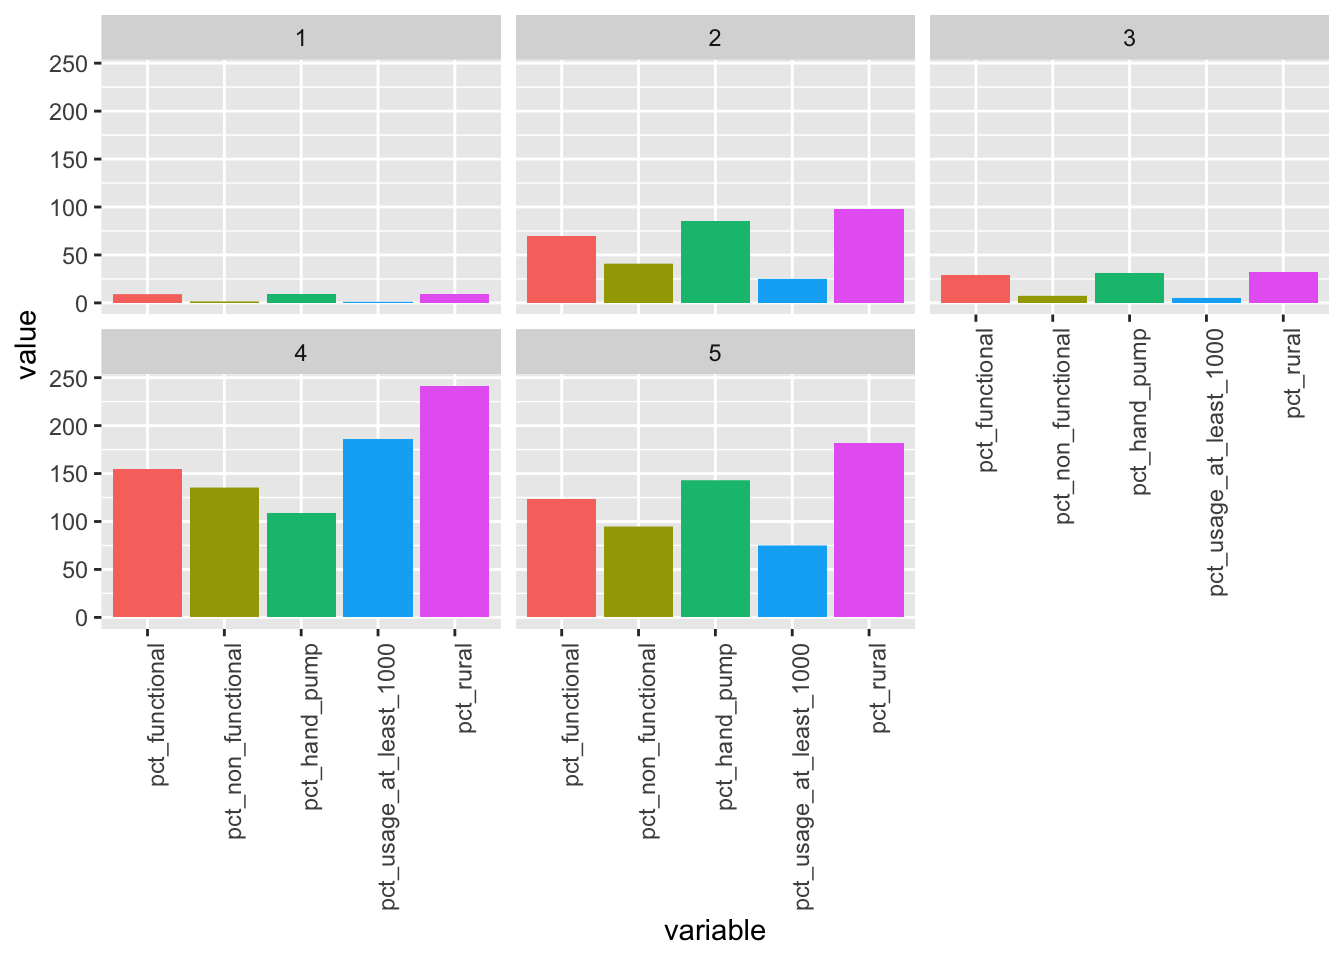 1
2
3
250
200
150
100
50
0
pct_functional
pct_non_functional
pct_hand_pump
pct_usage_at_least_1000
pct_rural
value
4
5
250
200
150
100
50
0
pct_functional
pct_non_functional
pct_hand_pump
pct_usage_at_least_1000
pct_rural
pct_functional
pct_non_functional
pct_hand_pump
pct_usage_at_least_1000
pct_rural
variable